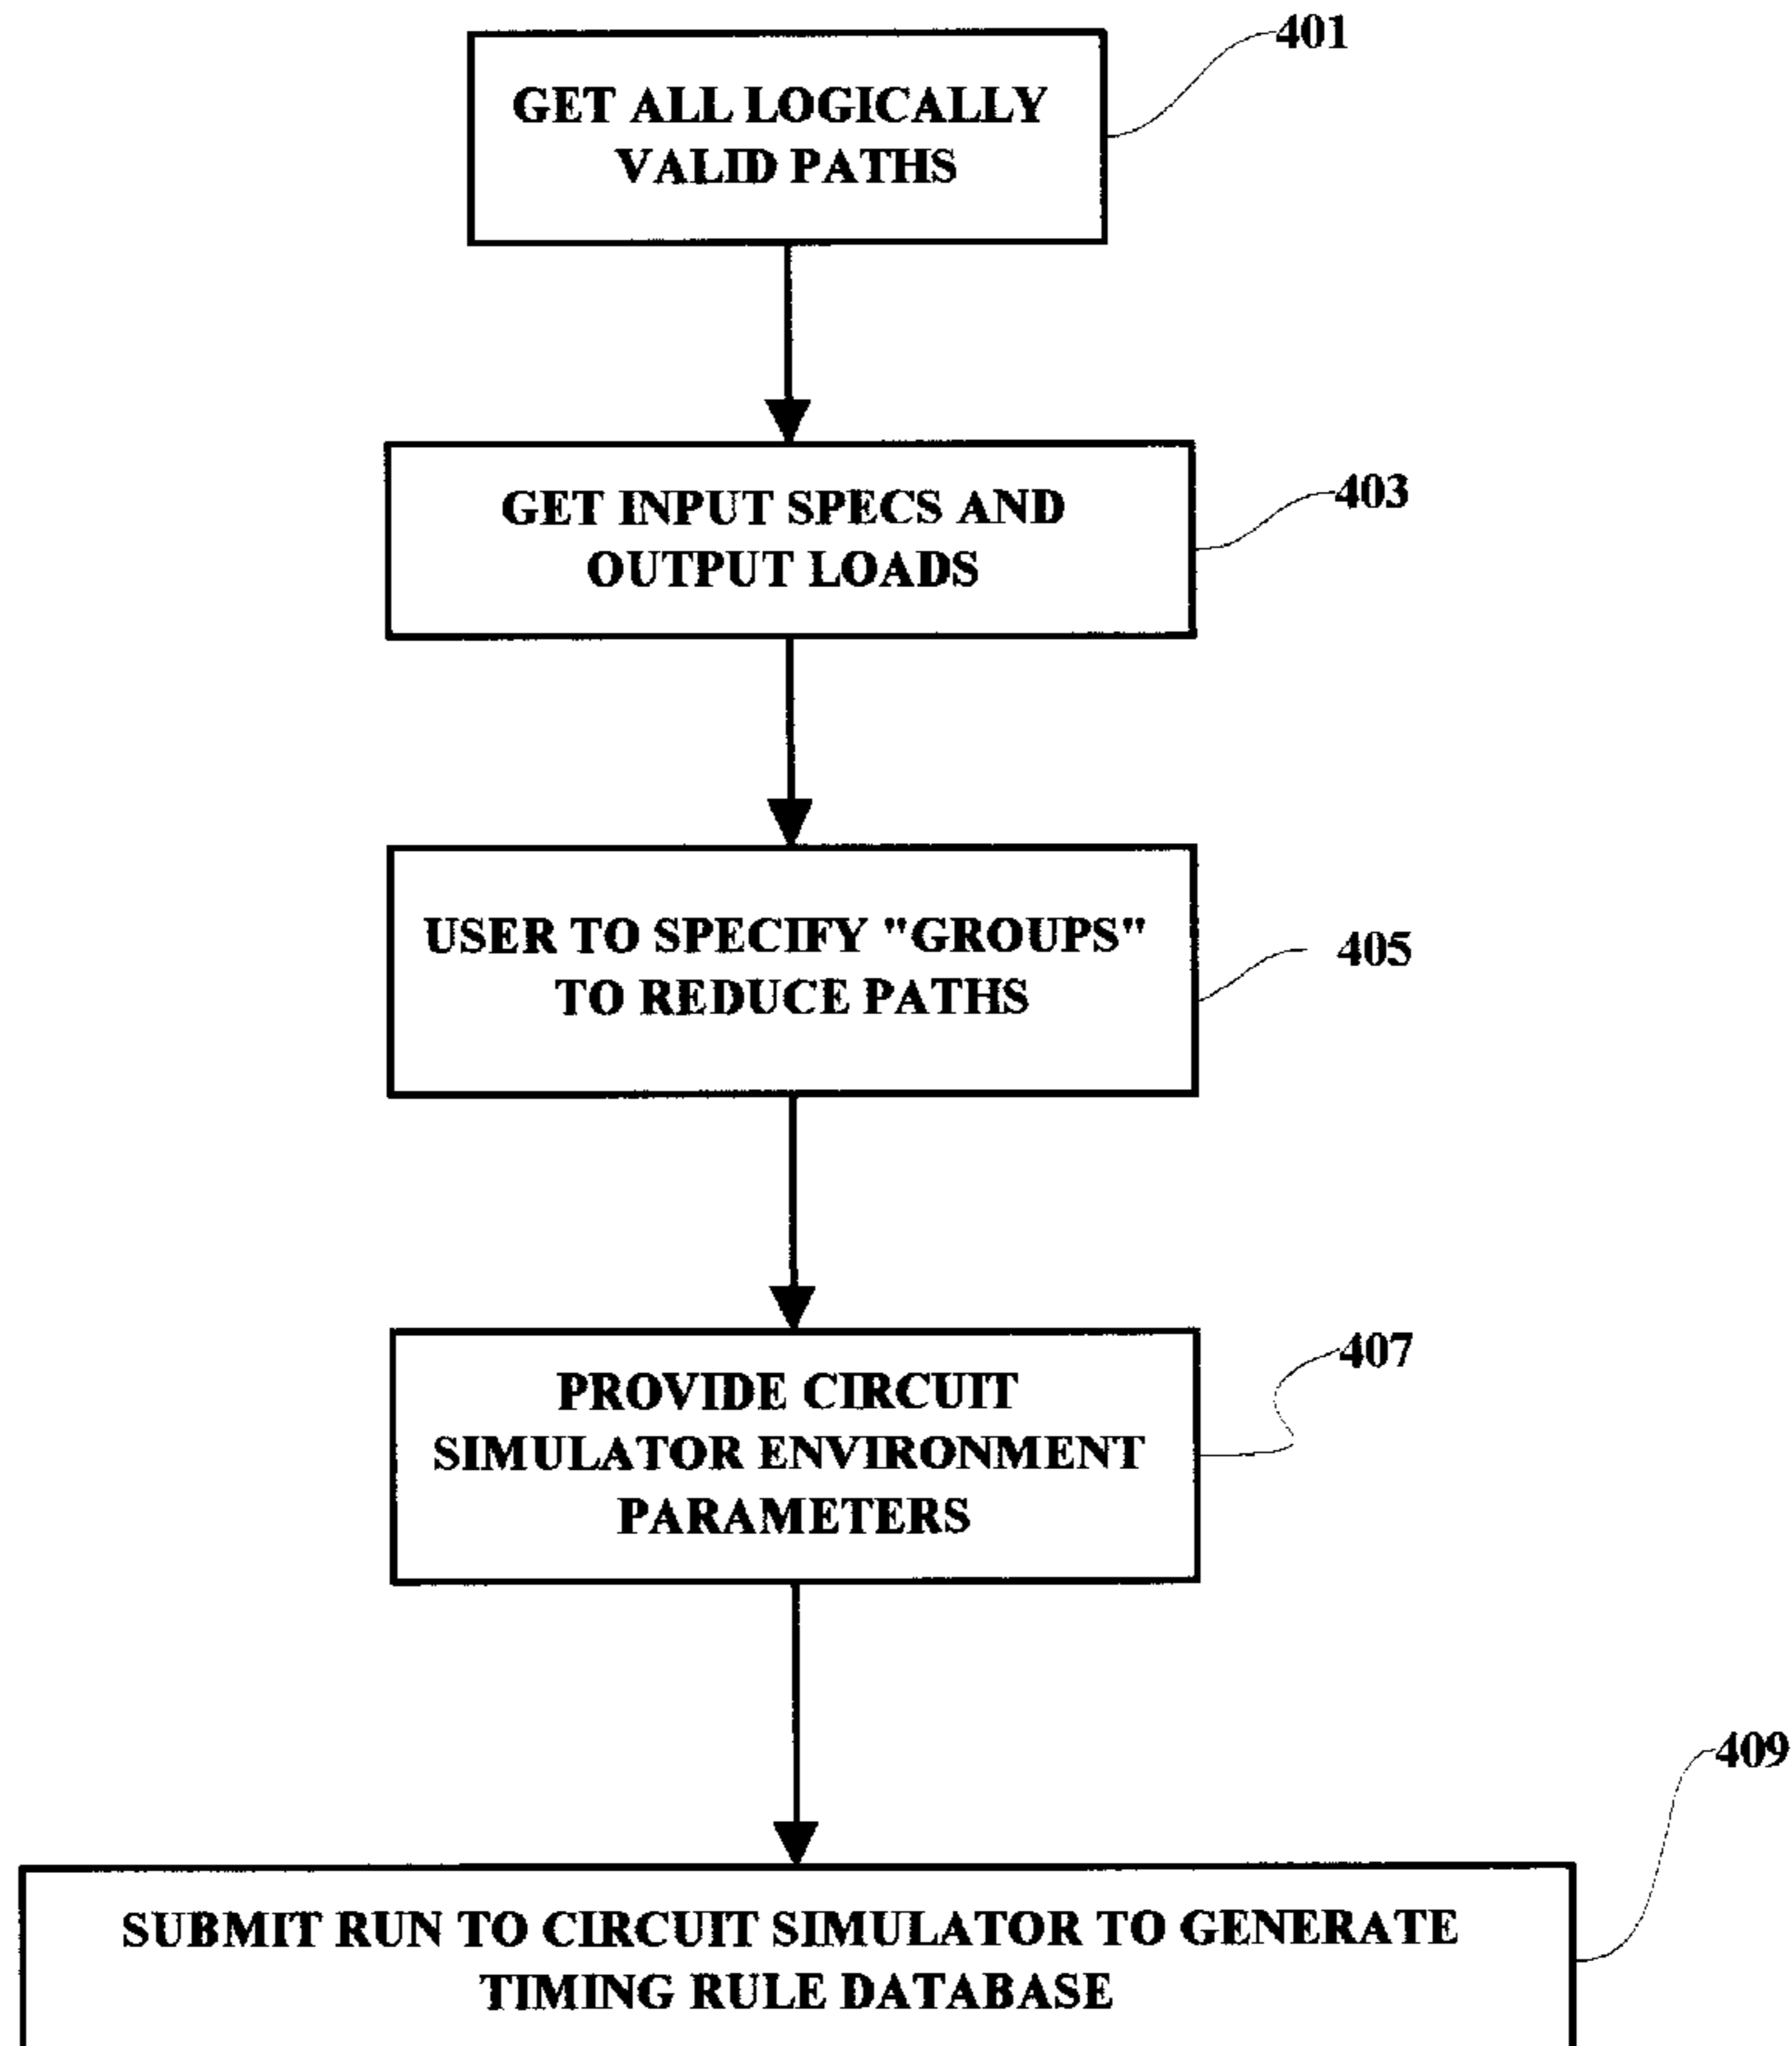 401
GET ALL LOGICALLY
VALID PATHS
403
GET INPUT SPECS AND
OUTPUT LOADS
405
USER TO SPECIFY "GROUPS"
TO REDUCE PATHS
407
PROVIDE CIRCUIT
SIMULATOR ENVIRONMENT
PARAMETERS
409
SUBMIT RUN TO CIRCUIT SIMULATOR TO GENERATE
TIMING RULE DATABASE